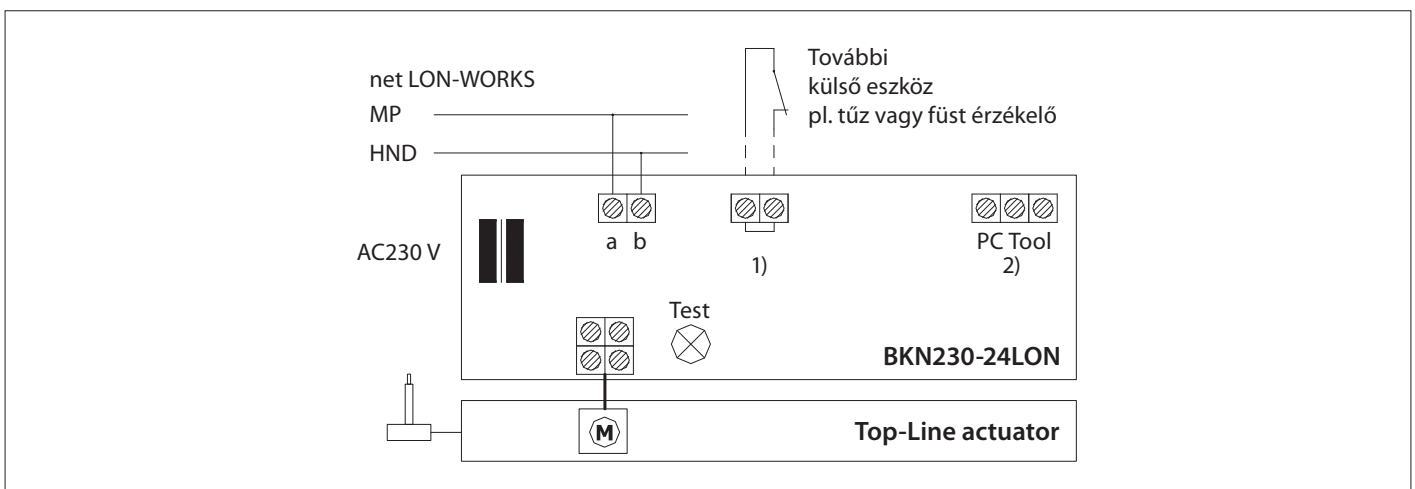 net LON-WORKS
MP
HND
További
külső eszköz
pl. tűz vagy füst érzékelő
AC230 V
a b
1)
PC Tool
2)
Test
BKN230-24LON
M
Top-Line actuator